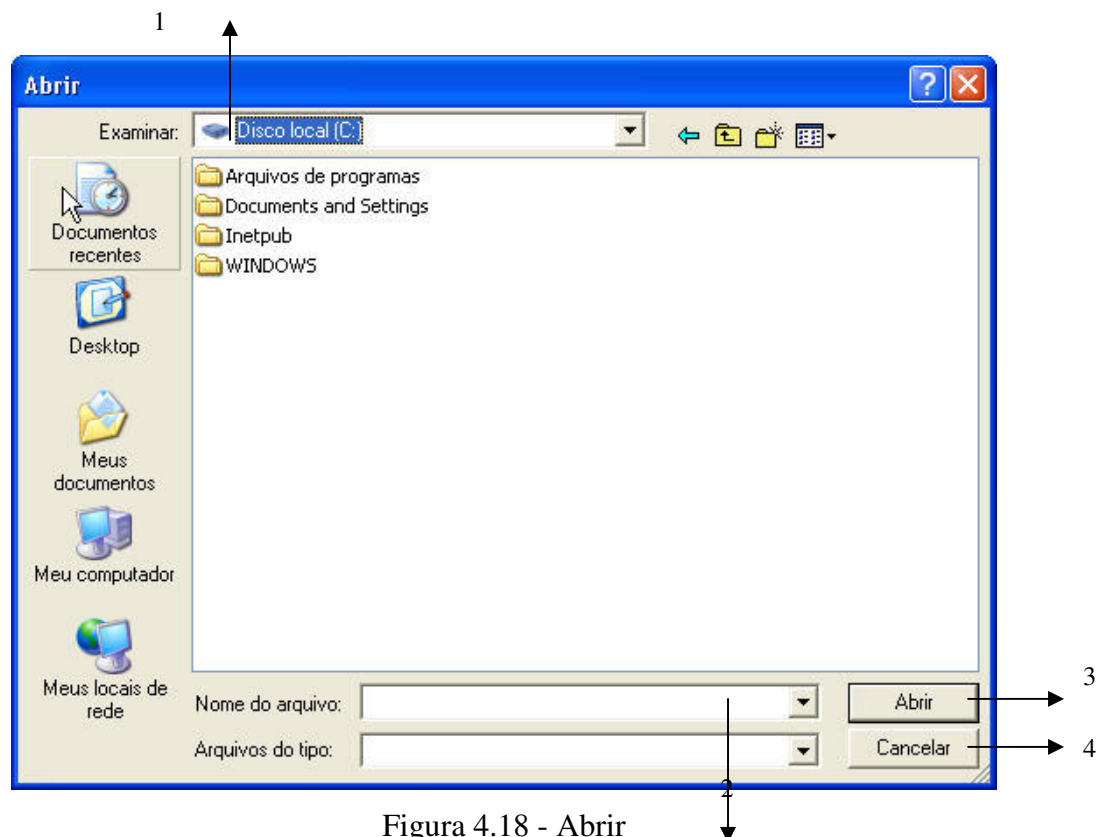 1
Abrir
Examinar: Disco local (C:)
Arquivos de programas
Documents and Settings
Inetpub
WINDOWS
Documentos
recentes
Desktop
Meus
documentos
Meu computador
Meus locais de
rede
Nome do arquivo:
Abrir
3
Arquivos do tipo:
Cancelar
4
2
Figura 4.18 - Abrir